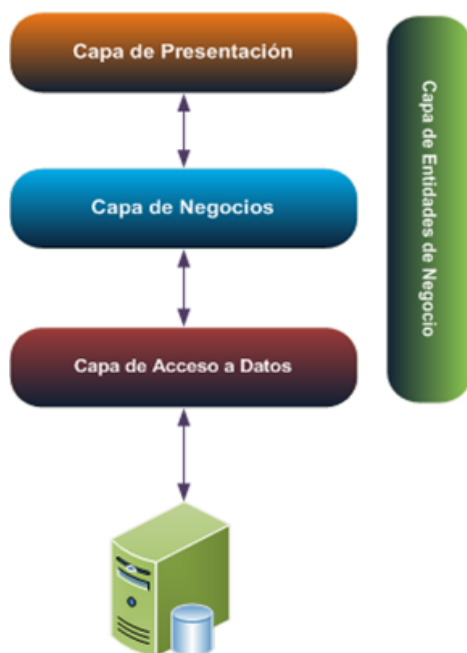 Capa de Presentación
Capa de Negocios
Capa de Acceso a Datos
Capa de Entidades de Negocio